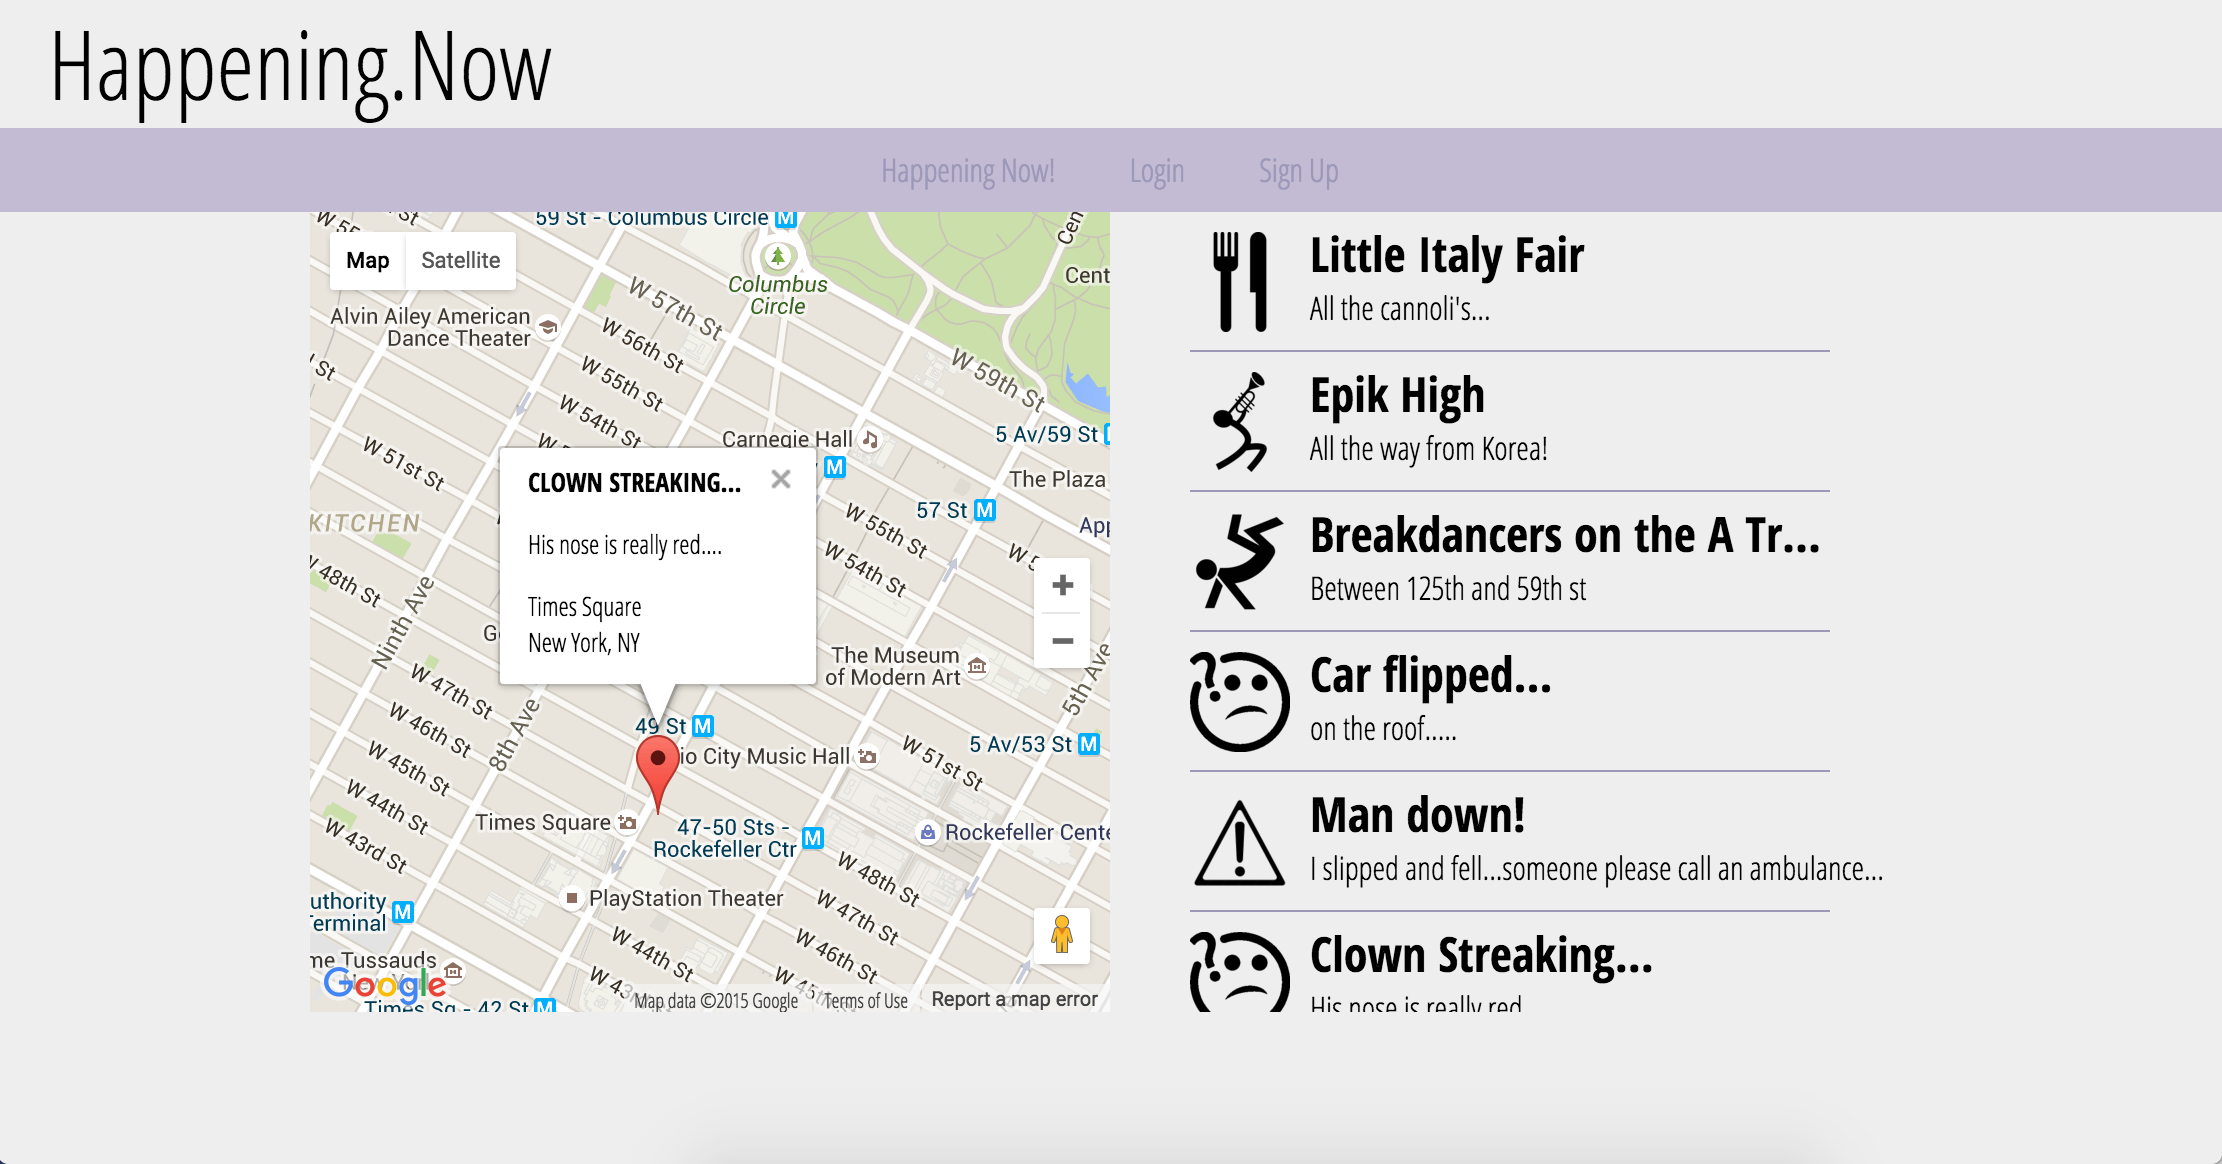 Happening.Now
Happening Now! Login Sign Up
59 St - Columbus Circle M
Map Satellite
Columbus
Circle
Cent
W 57th St
Alvin Ailey American
Dance Theater
W 56th St
W 55th St
W 59th St
W 54th St
W 51st St
Carnegie Hall
5 Av/59 St
M
The Plaza
57 St M
KITCHEN
W 55th St
W 54th St
CLOWN STREAKING...
His nose is really red....
Times Square
New York, NY
W 48th St
Ninth Ave
The Museum
of Modern Art
5th Ave
W 47th St
W 46th St
8th Ave
49 St M
5 Av/53 St M
io City Music Hall
W 51st St
W 45th St
W 44th St
W 43rd St
Times Square
47-50 Sts -
Rockefeller Ctr M
Rockefeller Cente
W 48th St
PlayStation Theater
W 47th St
uthority
Terminal M
W 44th St
W 46th St
me Tussauds
Google
W 43
W 45th
Times Sq - 42 St M
Map data ©2015 Google Terms of Use Report a map error
Little Italy Fair
All the cannoli's...
Epik High
All the way from Korea!
Breakdancers on the A Tr...
Between 125th and 59th st
Car flipped...
on the roof.....
Man down!
I slipped and fell...someone please call an ambulance...
Clown Streaking...
His nose is really red